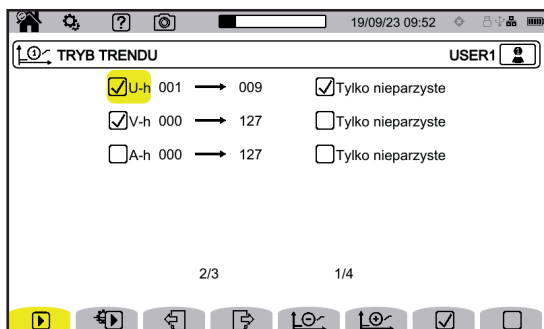 19/09/23 09:52
TRYB TRENDU USER1
U-h 001 → 009 Tylko nieparzyste
V-h 000 → 127 Tylko nieparzyste
A-h 000 → 127 Tylko nieparzyste
2/3 1/4